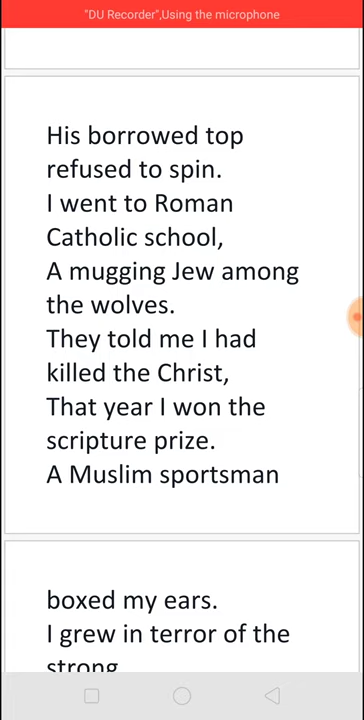 "DU Recorder",Using the microphone
His borrowed top
refused to spin.
I went to Roman
Catholic school,
A mugging Jew among
the wolves.
They told me I had
killed the Christ,
That year I won the
scripture prize.
A Muslim sportsman
boxed my ears.
I grew in terror of the
strong